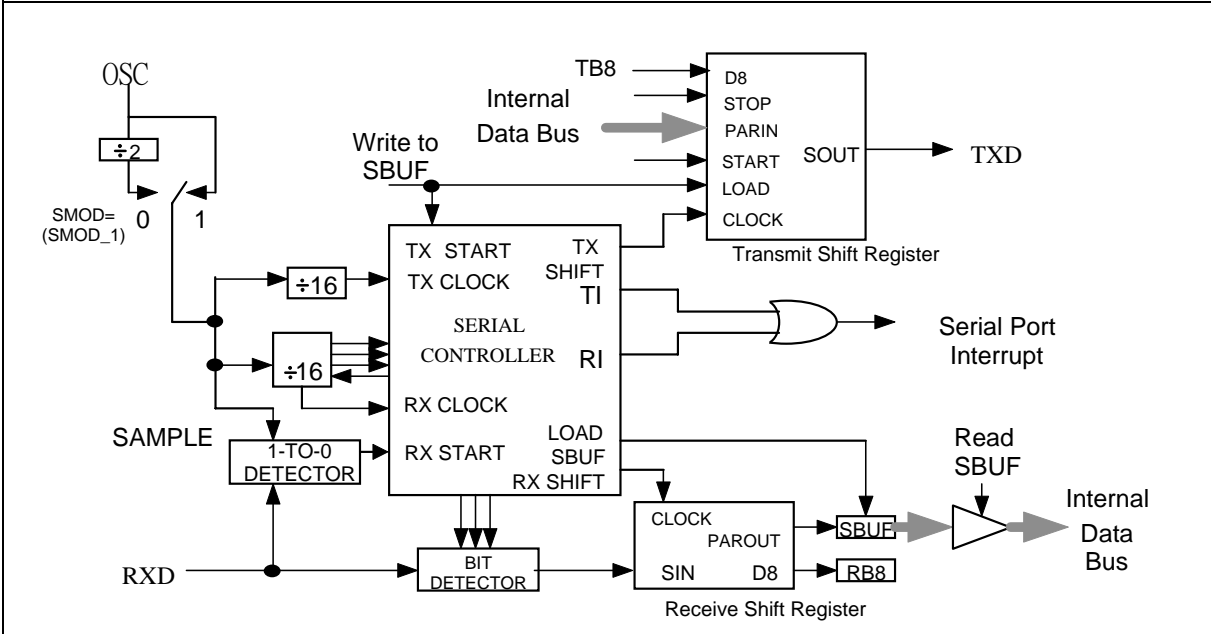 OSC
÷2
SMOD=
(SMOD_1)
0
1
÷16
÷16
SAMPLE
1-TO-0
DETECTOR
RXD
Write to
SBUF
TX START
TX CLOCK
SERIAL
CONTROLLER
RX CLOCK
RX START
TX
SHIFT
TI
RI
LOAD
SBUF
RX SHIFT
BIT
DETECTOR
TB8
Internal
Data Bus
D8
STOP
PARIN
START
LOAD
CLOCK
SOUT
TXD
Transmit Shift Register
Serial Port
Interrupt
CLOCK
PAROUT
SIN
D8
Receive Shift Register
SBUF
RB8
Read
SBUF
Internal
Data
Bus